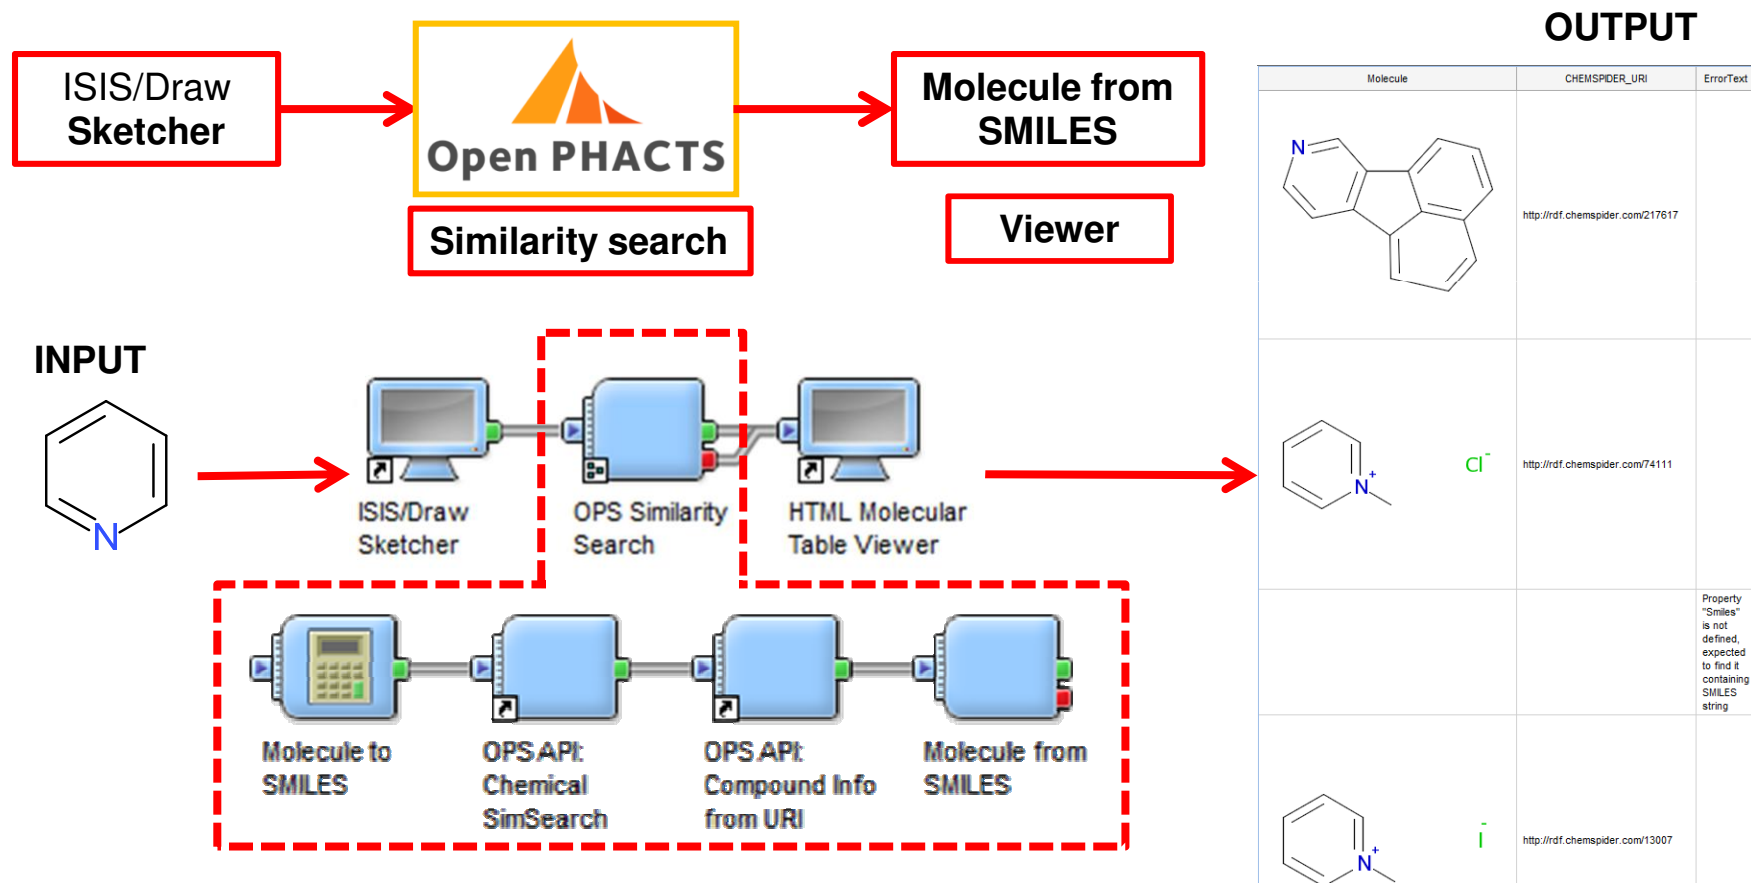 OUTPUT
ISIS/Draw
Sketcher
Open PHACTS
Molecule from
SMILES
Similarity search
Viewer
INPUT
N
ISIS/Draw
Sketcher
OPS Similarity
Search
HTML Molecular
Table Viewer
Molecule to
SMILES
OPS API:
Chemical
SimSearch
OPS API:
Compound Info
from URI
Molecule from
SMILES
Molecule CHEMSPIDER_URI ErrorText
N
http://rdf.chemspider.com/217617
N+
Cl-
http://rdf.chemspider.com/74111
Property
"Smiles"
is not
defined,
expected
to find it
containing
SMILES
string
N+
I-
http://rdf.chemspider.com/13007